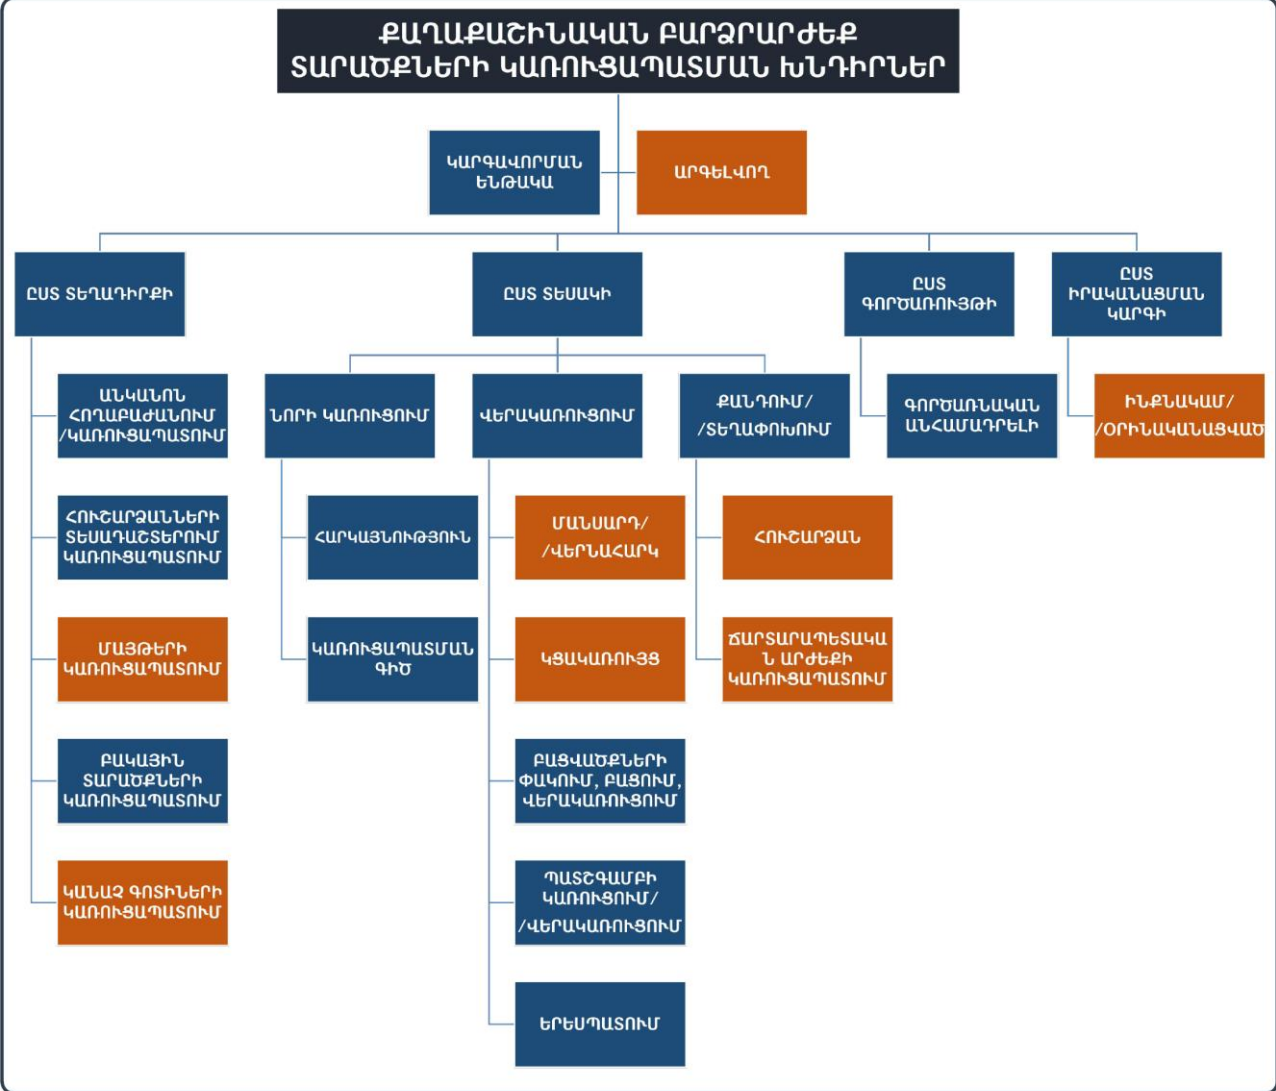 ՔԱՂԱՔԱՇԻՆԱԿԱՆ ԲԱՐՁՐԱՐԺԵՔ
ՏԱՐԱԾՔՆԵՐԻ ԿԱՌՈՒՑԱՊԱՏՄԱՆ ԽՆԴԻՐՆԵՐ
ԿԱՐԳԱՎՈՐՄԱՆ
ԵՆԹԱԿԱ
ԱՐԳԵԼՎՈՂ
ԸՍՏ ՏԵՂԱԴԻՐՔԻ
ԸՍՏ ՏԵՍԱԿԻ
ԸՍՏ
ԳՈՐԾԱՌՈՒՅԹԻ
ԸՍՏ
ԻՐԱԿԱՆԱՑՄԱՆ
ԿԱՐԳԻ
ԱՆԿԱՆՈՆ
ՀՈՂԱԲԱԺԱՆՈՒՄ
/ԿԱՌՈՒՑԱՊԱՏՈՒՄ
ՆՈՐԻ ԿԱՌՈՒՑՈՒՄ
ՎԵՐԱԿԱՌՈՒՑՈՒՄ
ՔԱՆԴՈՒՄ/
/ՏԵՂԱՓՈԽՈՒՄ
ԳՈՐԾԱՌՆԱԿԱՆ
ԱՆՀԱՄԱԴՐԵԼԻ
ԻՆՔՆԱԿԱՄ/
/ՕՐԻՆԱԿԱՆԱՑՎԱԾ
ՀՈՒՇԱՐՁԱՆՆԵՐԻ
ՏԵՍԱԴԱՇՏԵՐՈՒՄ
ԿԱՌՈՒՑԱՊԱՏՈՒՄ
ՀԱՐԿԱՅՆՈՒԹՅՈՒՆ
ՄԱՆՍԱՐԴ/
/ՎԵՐՆԱՀԱՐԿ
ՀՈՒՇԱՐՁԱՆ
ՄԱՅԹԵՐԻ
ԿԱՌՈՒՑԱՊԱՏՈՒՄ
ԿԱՌՈՒՑԱՊԱՏՄԱՆ
ԳԻԾ
ԿՑԱԿԱՌՈՒՅՑ
ՃԱՐՏԱՐԱՊԵՏԱԿԱ
Ն ԱՐԺԵՔԻ
ԿԱՌՈՒՑԱՊԱՏՈՒՄ
ԲԱԿԱՅԻՆ
ՏԱՐԱԾՔՆԵՐԻ
ԿԱՌՈՒՑԱՊԱՏՈՒՄ
ԲԱՑՎԱԾՔՆԵՐԻ
ՓԱԿՈՒՄ, ԲԱՑՈՒՄ,
ՎԵՐԱԿԱՌՈՒՑՈՒՄ
ԿԱՆԱՉ ԳՈՏԻՆԵՐԻ
ԿԱՌՈՒՑԱՊԱՏՈՒՄ
ՊԱՏՇԳԱՄԲԻ
ԿԱՌՈՒՑՈՒՄ/
/ՎԵՐԱԿԱՌՈՒՑՈՒՄ
ԵՐԵՍՊԱՏՈՒՄ